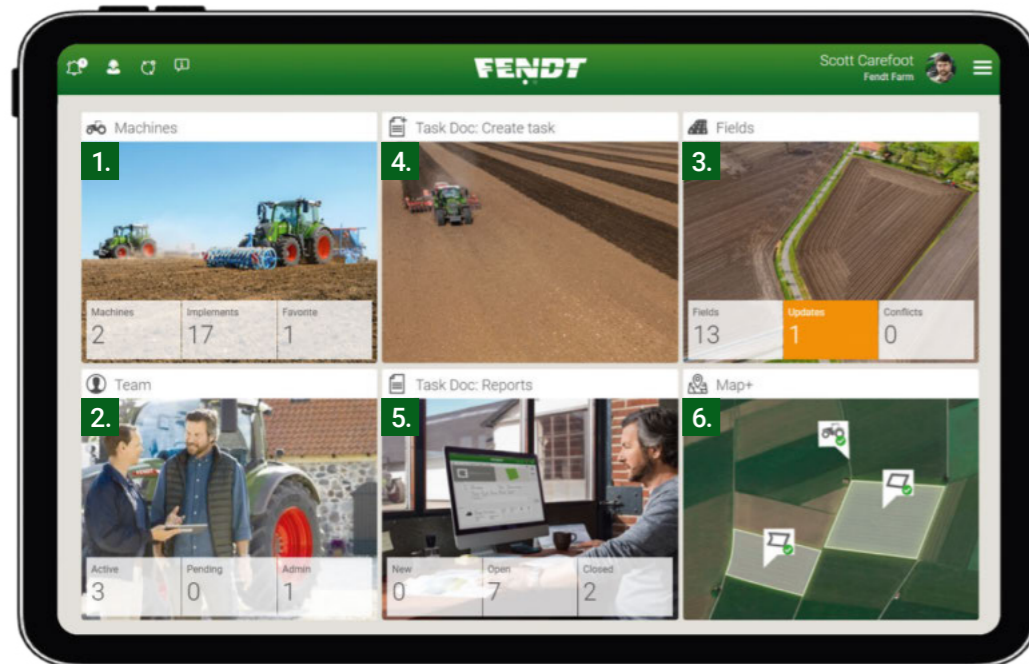 FENDT
Scott Carefoot
Fendt Farm
Machines
1.
Machines
Implements
Favorite
2
17
1
Task Doc: Create task
4.
Fields
3.
Fields
Updates
Conflicts
13
1
0
Team
2.
Active
Pending
Admin
3
0
1
Task Doc: Reports
5.
New
Open
Closed
0
7
2
Map+
6.